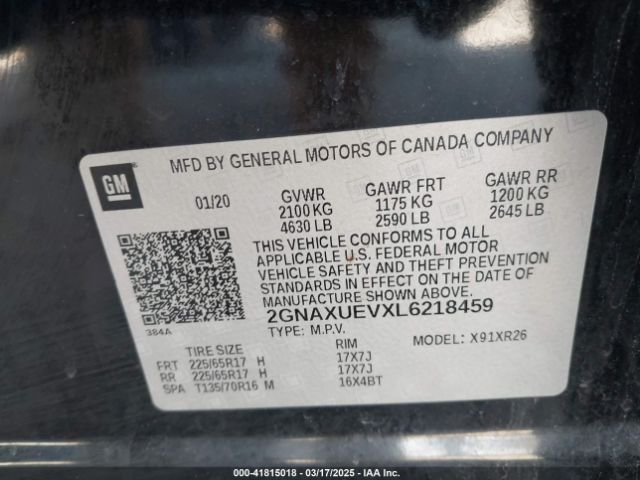 GM
MFD BY GENERAL MOTORS OF CANADA COMPANY
01/20
GVWR
2100 KG
4630 LB
GAWR FRT
1175 KG
2590 LB
GAWR RR
1200 KG
2645 LB
THIS VEHICLE CONFORMS TO ALL
APPLICABLE U.S. FEDERAL MOTOR
VEHICLE SAFETY AND THEFT PREVENTION
STANDARDS IN EFFECT ON THE DATE OF
MANUFACTURE SHOWN ABOVE.
384A
2GNAXUEVXL6218459
TYPE: M.P.V.
MODEL: X91XR26
TIRE SIZE RIM
FRT 225/65R17 H 17X7J
RR 225/65R17 H 17X7J
SPA T135/70R16 M 16X4BT
000-41815018 — 03/17/2025 — IAA Inc.